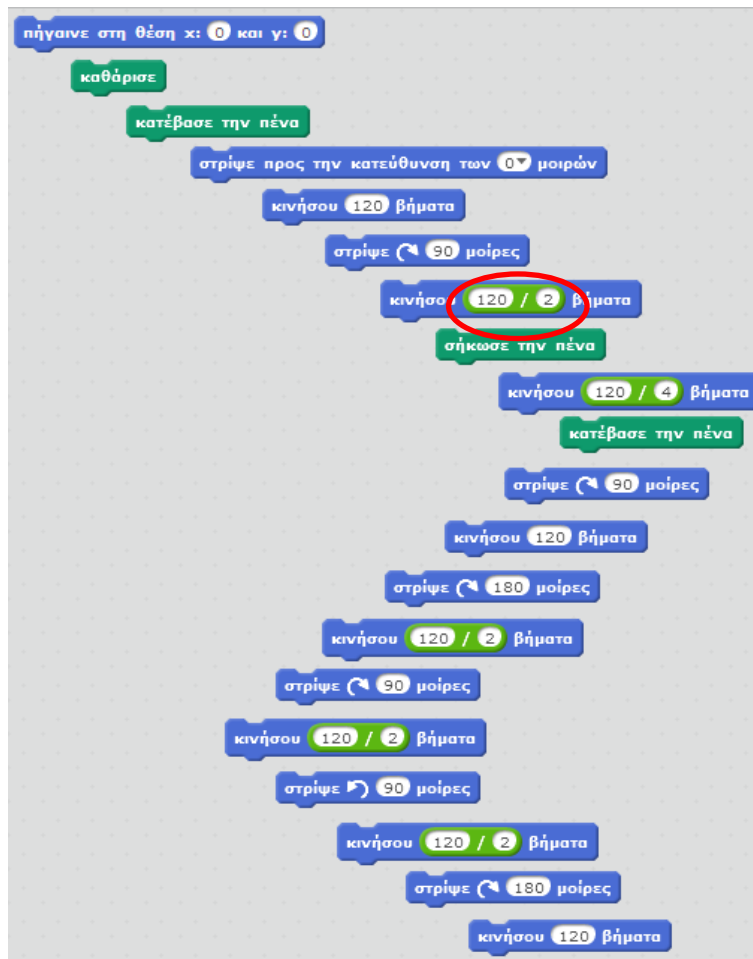 πήγαινε στη θέση x: 0 και y: 0
καθάρισε
κατέβασε την πένα
στρίψε προς την κατεύθυνση των 0 μοιρών
κινήσου 120 βήματα
στρίψε 90 μοίρες
κινήσου 120 / 2 βήματα
σήκωσε την πένα
κινήσου 120 / 4 βήματα
κατέβασε την πένα
στρίψε 90 μοίρες
κινήσου 120 βήματα
στρίψε 180 μοίρες
κινήσου 120 / 2 βήματα
στρίψε 90 μοίρες
κινήσου 120 / 2 βήματα
στρίψε 90 μοίρες
κινήσου 120 / 2 βήματα
στρίψε 180 μοίρες
κινήσου 120 βήματα